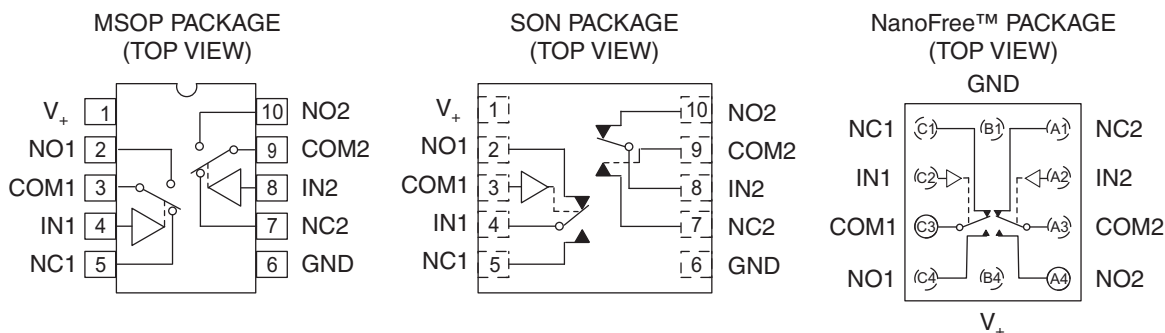 MSOP PACKAGE
(TOP VIEW)
V+ 1 10 NO2
NO1 2 9 COM2
COM1 3 8 IN2
IN1 4 7 NC2
NC1 5 6 GND
SON PACKAGE
(TOP VIEW)
V+ 1 10 NO2
NO1 2 9 COM2
COM1 3 8 IN2
IN1 4 7 NC2
NC1 5 6 GND
NanoFree™ PACKAGE
(TOP VIEW)
GND
NC1 C1 B1 A1 NC2
IN1 C2 A2 IN2
COM1 C3 A3 COM2
NO1 C4 B4 A4 NO2
V+